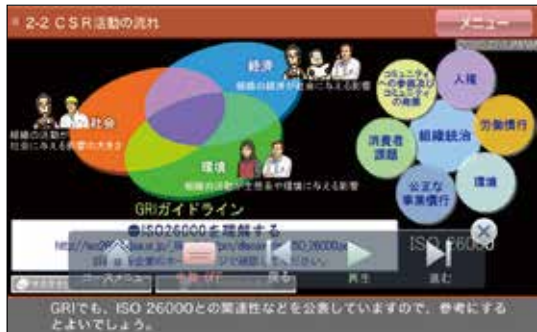 2-2 CSR活動の流れ
メニュー
経済
組織の経済が社会に与える影響
社会
組織の活動が
社会に与える影響の大きさ
環境
組織の活動が生態系や環境に与える影響
GRIガイドライン
コミュニティ
への参画及び
コミュニティ
の発展
人権
労働慣行
組織統治
消費者
課題
公正な
事業慣行
環境
ISO 26000
●ISO26000を理解する
コースメニュー
字幕 OFF
戻る
再生
進む
GRIでも、ISO 26000との関連性などを公表していますので、参考にする
とよいでしょう。